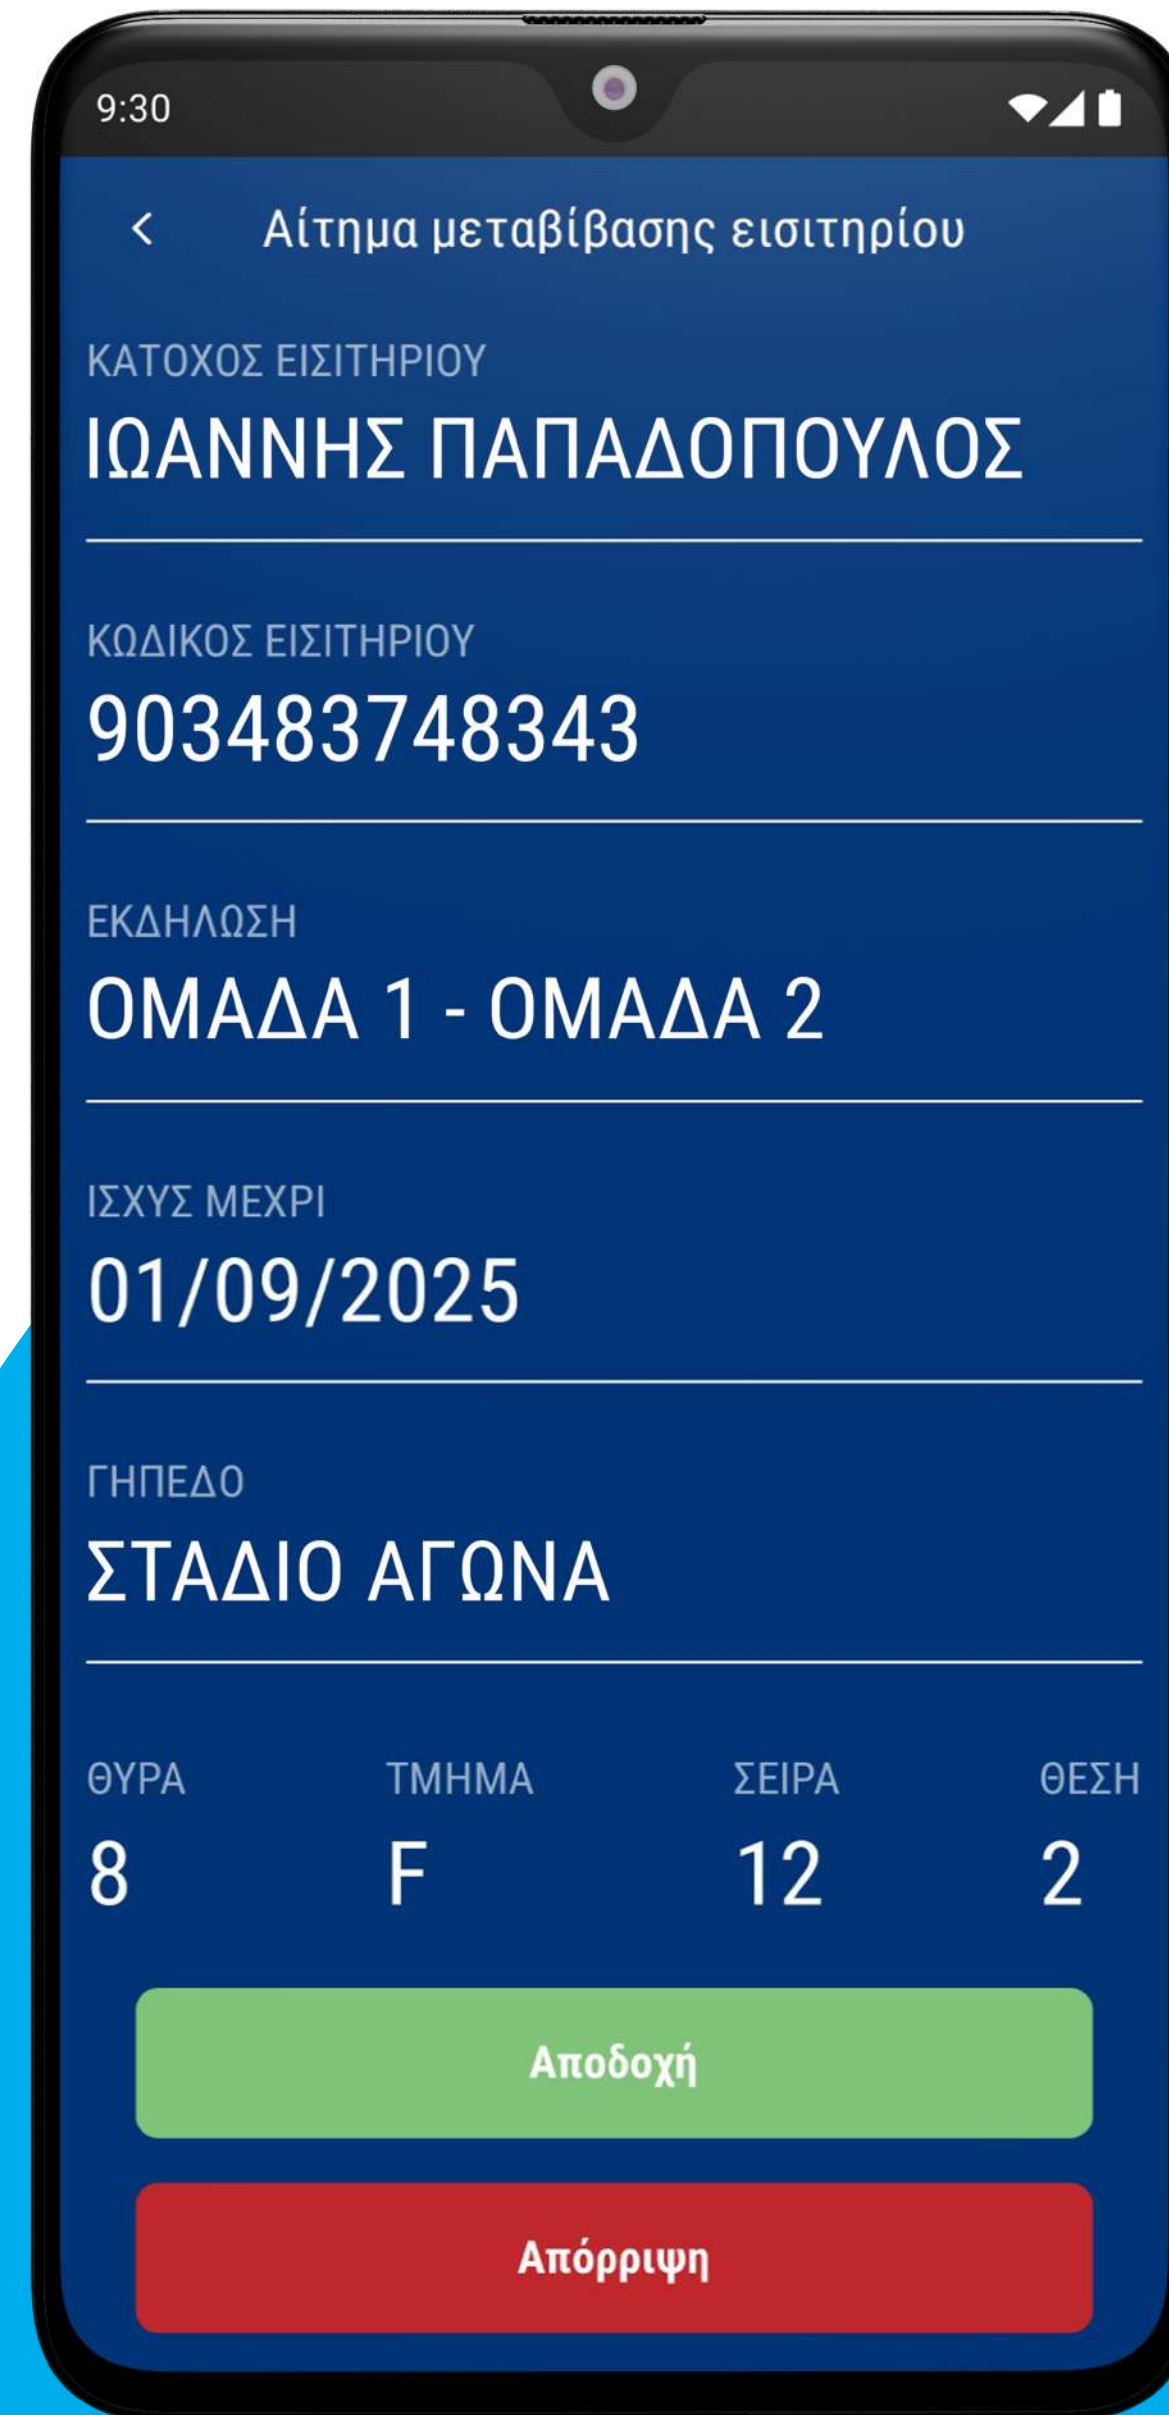 9:30
Αίτημα μεταβίβασης εισιτηρίου
ΚΑΤΟΧΟΣ ΕΙΣΙΤΗΡΙΟΥ
ΙΩΑΝΝΗΣ ΠΑΠΑΔΟΠΟΥΛΟΣ
ΚΩΔΙΚΟΣ ΕΙΣΙΤΗΡΙΟΥ
903483748343
ΕΚΔΗΛΩΣΗ
ΟΜΑΔΑ 1 - ΟΜΑΔΑ 2
ΙΣΧΥΣ ΜΕΧΡΙ
01/09/2025
ΓΗΠΕΔΟ
ΣΤΑΔΙΟ ΑΓΩΝΑ
ΘΥΡΑ ΤΜΗΜΑ ΣΕΙΡΑ ΘΕΣΗ
8 F 12 2
Αποδοχή
Απόρριψη